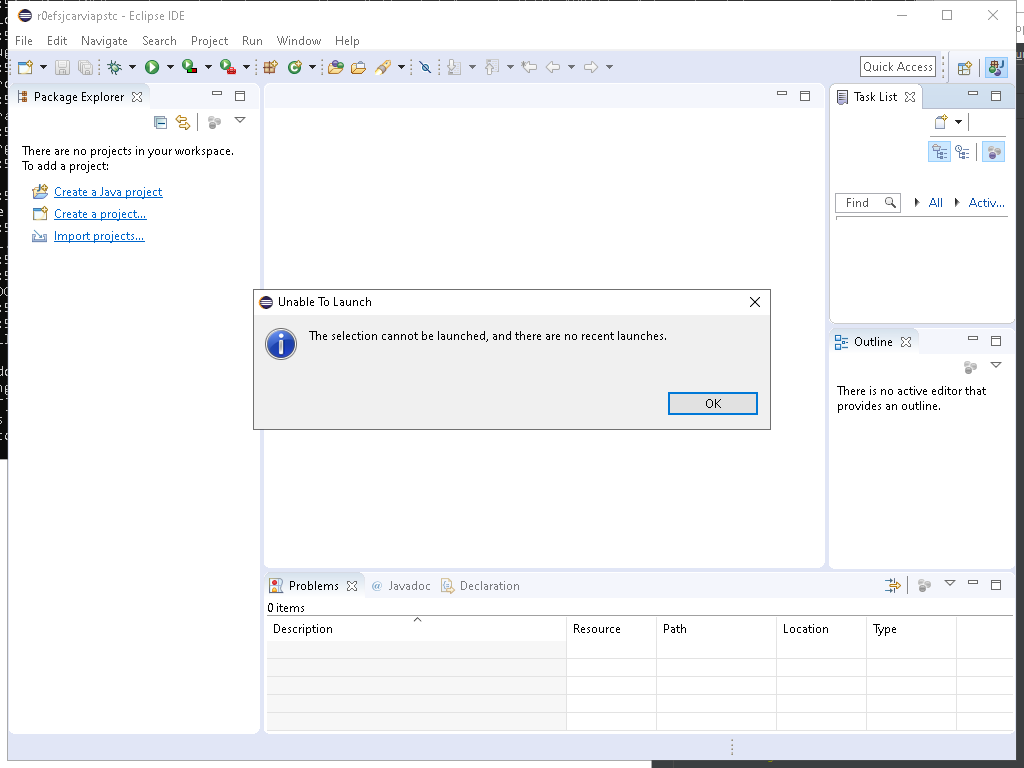 r0efsjcarviapstc - Eclipse IDE
File Edit Navigate Search Project Run Window Help
Quick Access
Package Explorer
There are no projects in your workspace.
To add a project:
Create a Java project
Create a project...
Import projects...
Task List
Find All Activ...
Unable To Launch
The selection cannot be launched, and there are no recent launches.
OK
Outline
There is no active editor that
provides an outline.
Problems @ Javadoc Declaration
0 items
Description Resource Path Location Type